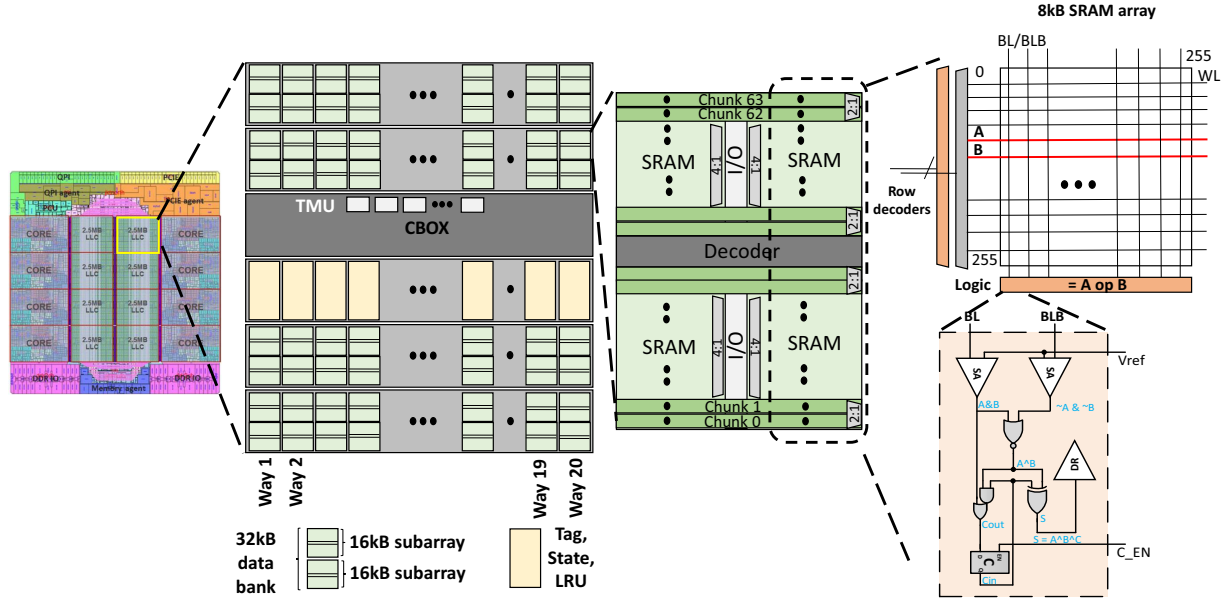 QPI
PCIE
QPI agent
PCIE agent
PCU
CORE
2.5MB
LLC
2.5MB
LLC
CORE
CORE
2.5MB
LLC
2.5MB
LLC
CORE
CORE
2.5MB
LLC
2.5MB
LLC
CORE
CORE
2.5MB
LLC
2.5MB
LLC
CORE
DDR IO
Memory agent
DDR IO
TMU
CBOX
Way 1
Way 2
Way 19
Way 20
32kB
data
bank
16kB subarray
16kB subarray
Tag,
State,
LRU
Chunk 63
2:1
Chunk 62
SRAM
4:1
I/O
4:1
SRAM
2:1
Decoder
2:1
SRAM
4:1
I/O
4:1
SRAM
Chunk 1
Chunk 0
2:1
8kB SRAM array
BL/BLB
255
0
WL
A
B
Row
decoders
255
Logic
= A op B
BL
BLB
Vref
SA
SA
A&B
~A & ~B
A^B
DR
S
Cout
S = A^B^C
C_EN
EN
D
C
Q
Cin